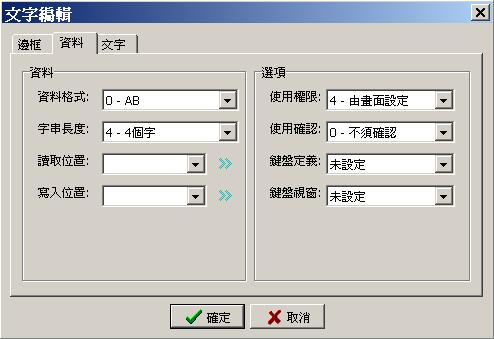 文字編輯
邊框 資料 文字
資料
資料格式: 0 - AB
字串長度: 4 - 4個字
讀取位置:
寫入位置:
選項
使用權限: 4 - 由畫面設定
使用確認: 0 - 不須確認
鍵盤定義: 未設定
鍵盤視窗: 未設定
確定 取消